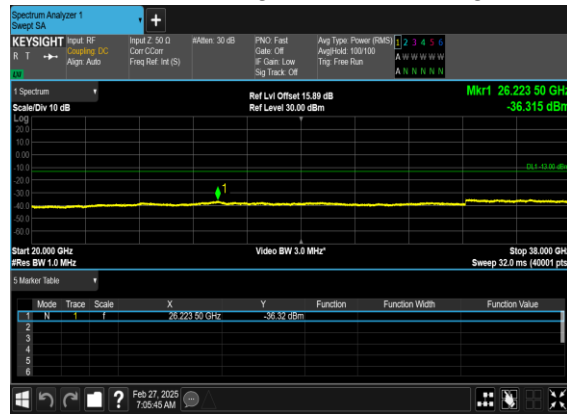 Spectrum Analyzer 1
Swept SA
KEYSIGHT Input: RF Input Z: 50 Ω #Atten: 30 dB PNO: Fast Avg Type: Power (RMS) 1 2 3 4 5 6
R T Coupling: DC Corr CCorr Gate: Off Avg|Hold: 100/100 A W W W W W
Align: Auto Freq Ref: Int (S) IF Gain: Low Trig: Free Run
LW Sig Track: Off A N N N N N
1 Spectrum Ref Lvl Offset 15.89 dB Mkr1 26.223 50 GHz
Scale/Div 10 dB Ref Level 30.00 dBm -36.315 dBm
Log
20.0
10.0
0.00
-10.0 DL1 -13.00 dBm
-20.0
-30.0 1
-40.0
-50.0
-60.0
Start 20.000 GHz Video BW 3.0 MHz* Stop 38.000 GHz
#Res BW 1.0 MHz Sweep 32.0 ms (40001 pts)
5 Marker Table
Mode Trace Scale X Y Function Function Width Function Value
1 N 1 f 26.223 50 GHz -36.32 dBm
2
3
4
5
6
? Feb 27, 2025
7:05:45 AM